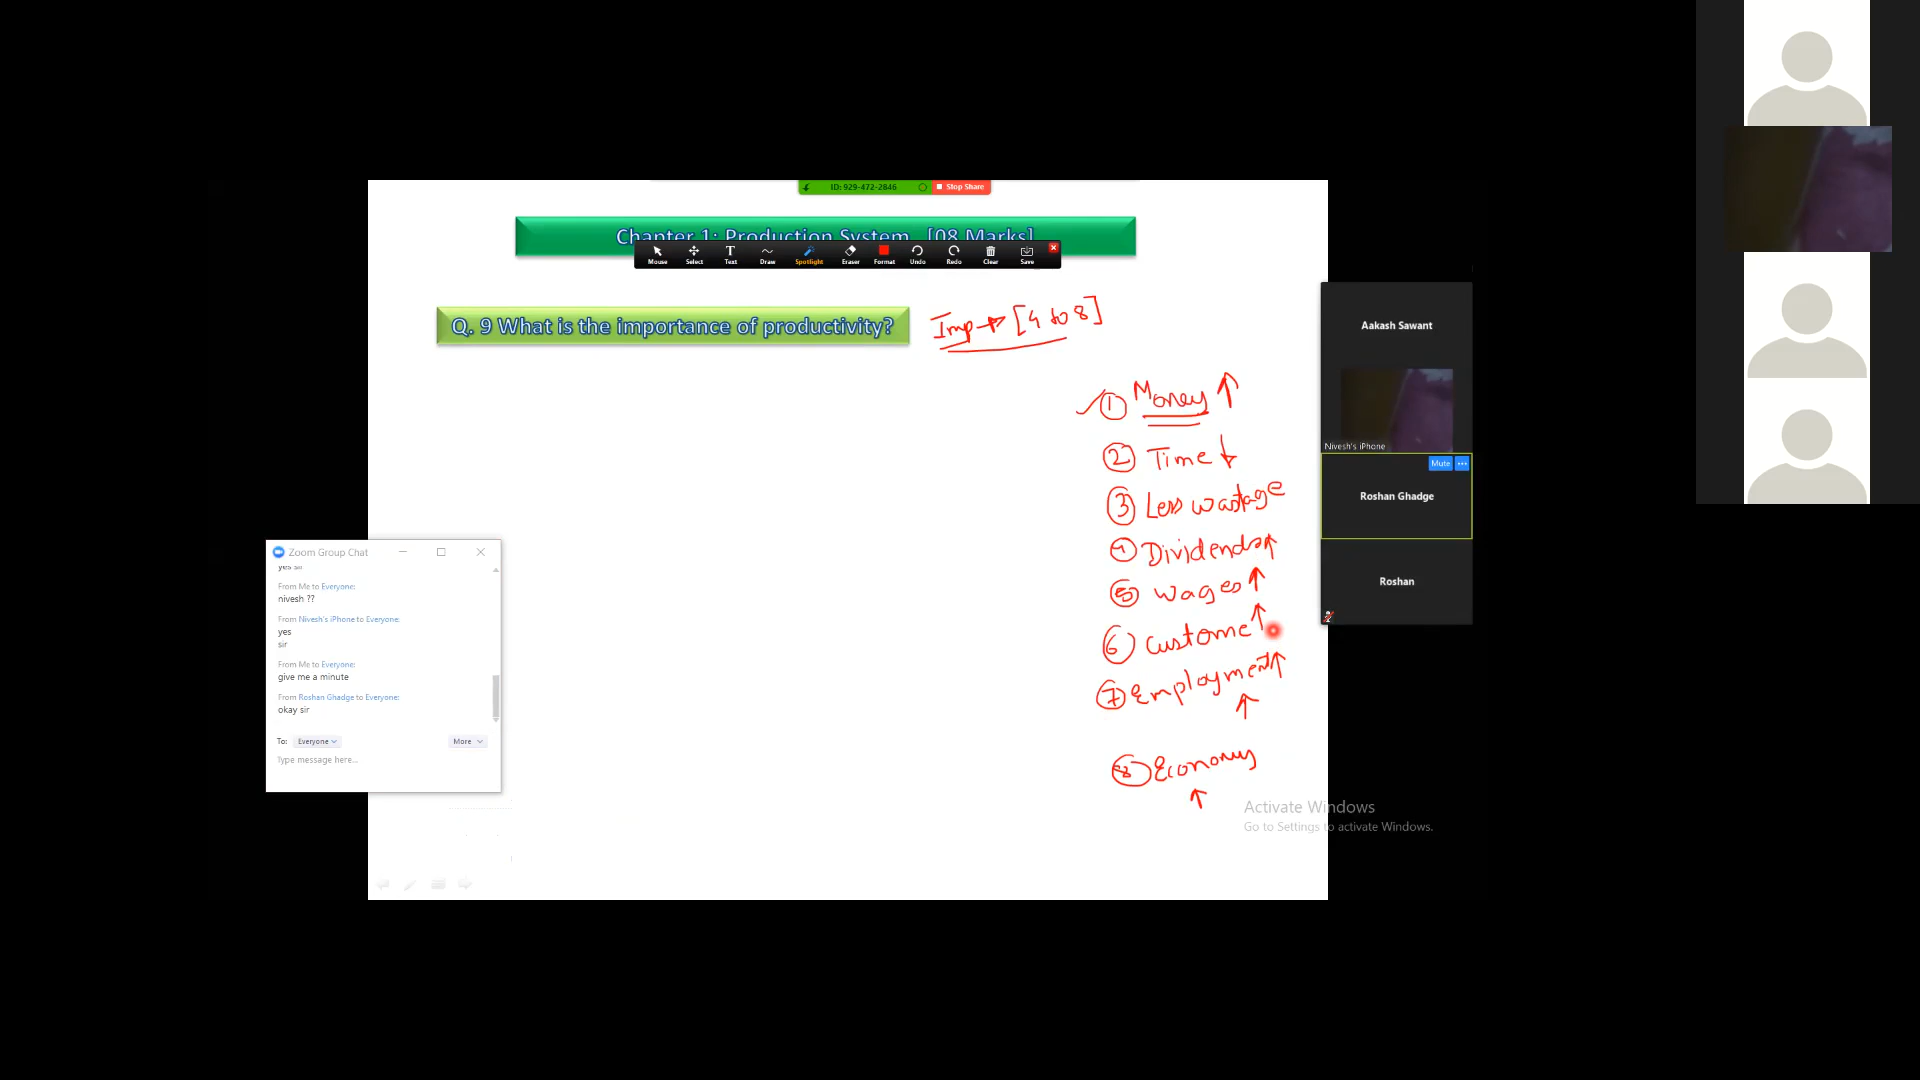 ID: 929-472-2846 Stop Share
Chapter 1: Production System [08 Marks]
Mouse Select Text Draw Spotlight Eraser Format Undo Redo Clear Save
Q. 9 What is the importance of productivity?
Imp → [4 to 8]
① Money ↑
② Time ↓
③ Less wastage
④ Dividends ↑
⑤ wages ↑
⑥ custome ↑
⑦ Employment ↑
↑
⑧ Economy
↑
Aakash Sawant
Nivesh's iPhone
Mute
Roshan Ghadge
Roshan
Zoom Group Chat
yes sir
From Me to Everyone:
nivesh ??
From Nivesh's iPhone to Everyone:
yes
sir
From Me to Everyone:
give me a minute
From Roshan Ghadge to Everyone:
okay sir
To: Everyone More
Type message here...
Activate Windows
Go to Settings to activate Windows.